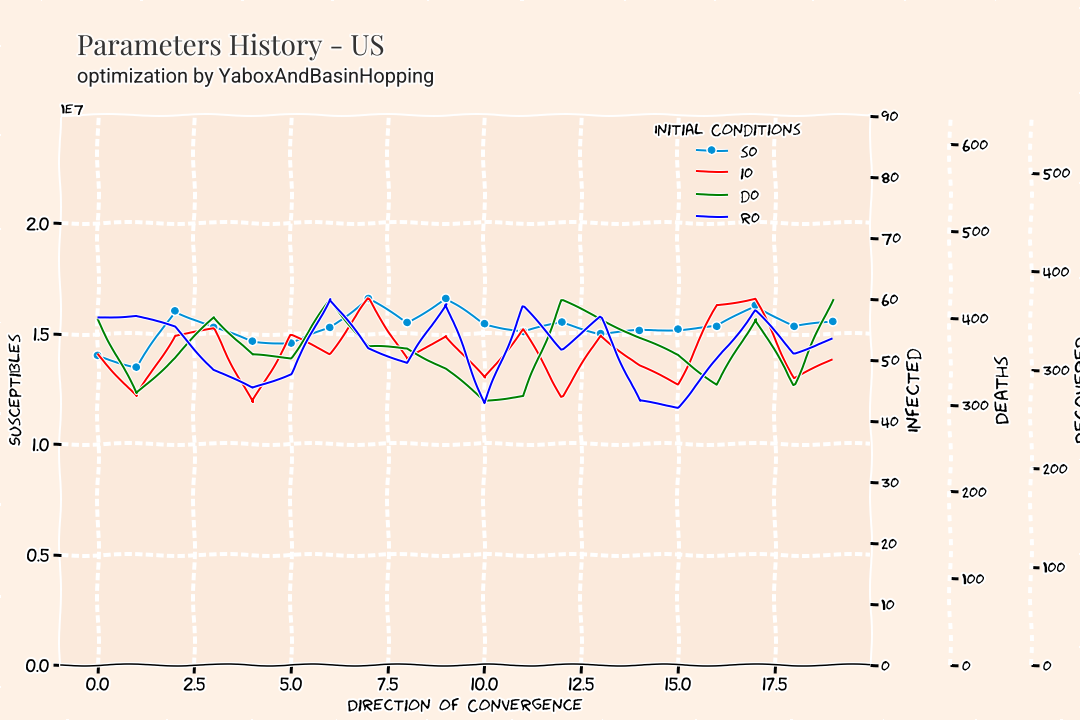 Parameters History - US
optimization by YaboxAndBasinHopping
1E7
INITIAL CONDITIONS
S0
I0
D0
R0
SUSCEPTIBLES
2.0
1.5
1.0
0.5
0.0
0.0 2.5 5.0 7.5 10.0 12.5 15.0 17.5
DIRECTION OF CONVERGENCE
90
80
70
60
50
40
30
20
10
0
INFECTED
600
500
400
300
200
100
0
DEATHS
500
400
300
200
100
0